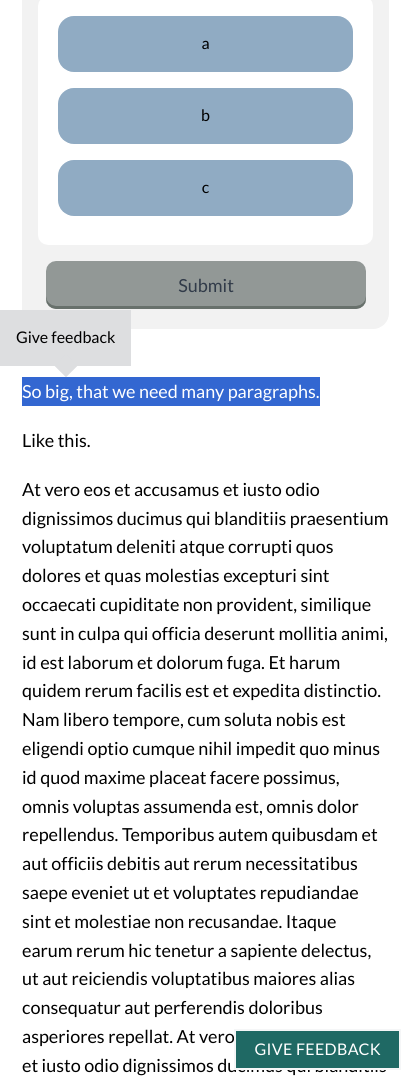 a
b
c
Submit
Give feedback
So big, that we need many paragraphs.
Like this.
At vero eos et accusamus et iusto odio
dignissimos ducimus qui blanditiis praesentium
voluptatum deleniti atque corrupti quos
dolores et quas molestias excepturi sint
occaecati cupiditate non provident, similique
sunt in culpa qui officia deserunt mollitia animi,
id est laborum et dolorum fuga. Et harum
quidem rerum facilis est et expedita distinctio.
Nam libero tempore, cum soluta nobis est
eligendi optio cumque nihil impedit quo minus
id quod maxime placeat facere possimus,
omnis voluptas assumenda est, omnis dolor
repellendus. Temporibus autem quibusdam et
aut officiis debitis aut rerum necessitatibus
saepe eveniet ut et voluptates repudiandae
sint et molestiae non recusandae. Itaque
earum rerum hic tenetur a sapiente delectus,
ut aut reiciendis voluptatibus maiores alias
consequatur aut perferendis doloribus
asperiores repellat. At vero
et iusto odio dignissimos
GIVE FEEDBACK